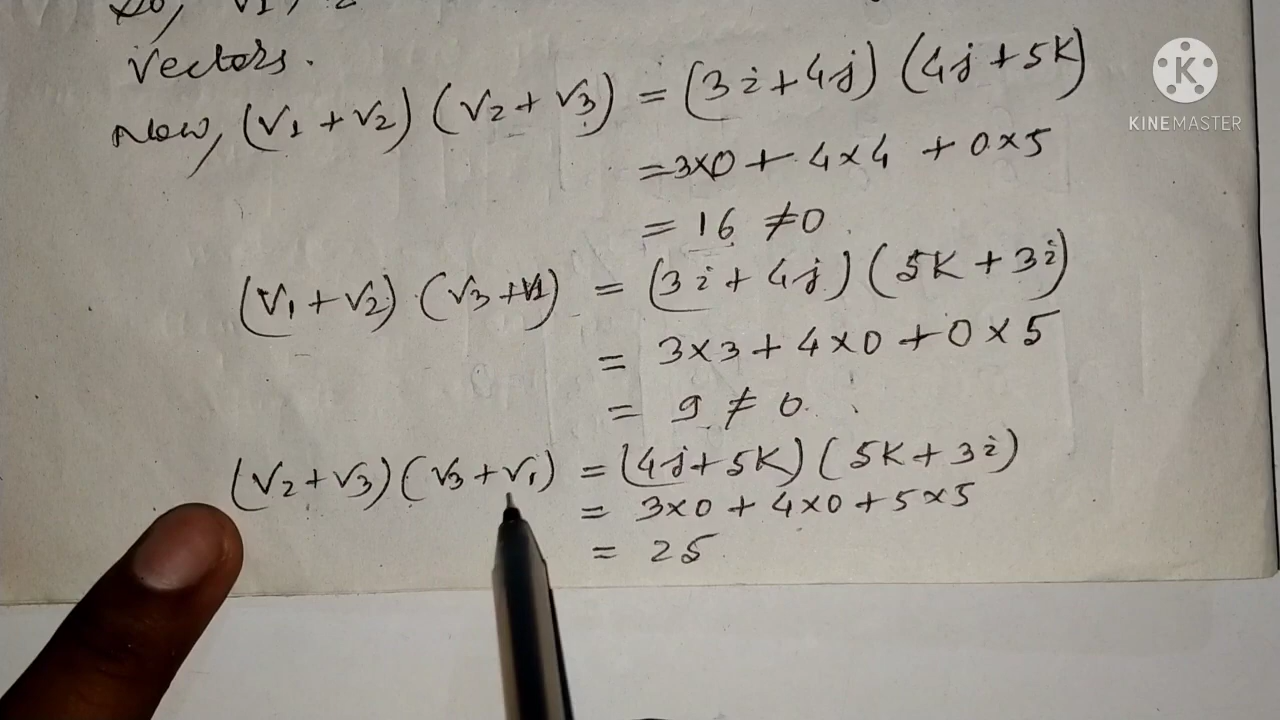 vectors.
Now, (V1 + V2) (V2 + V3) = (3i + 4j) (4j + 5K)
= 3×0 + 4×4 + 0×5
= 16 ≠ 0
(V1 + V2) (V3 + V1) = (3i + 4j) (5K + 3i)
= 3×3 + 4×0 + 0×5
= 9 ≠ 0.
(V2 + V3) (V3 + V1) = (4j + 5K) (5K + 3i)
= 3×0 + 4×0 + 5×5
= 25
K
KINEMASTER